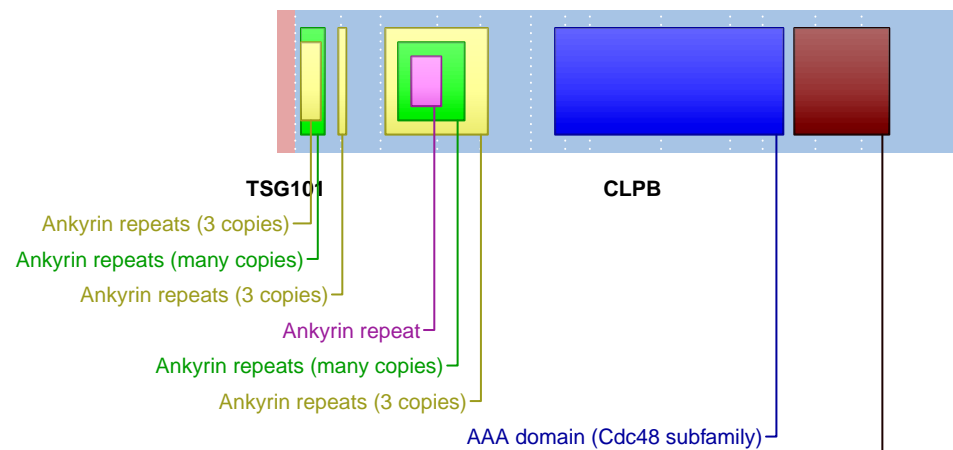 TSG101 CLPB
Ankyrin repeats (3 copies)
Ankyrin repeats (many copies)
Ankyrin repeats (3 copies)
Ankyrin repeat
Ankyrin repeats (many copies)
Ankyrin repeats (3 copies)
AAA domain (Cdc48 subfamily)